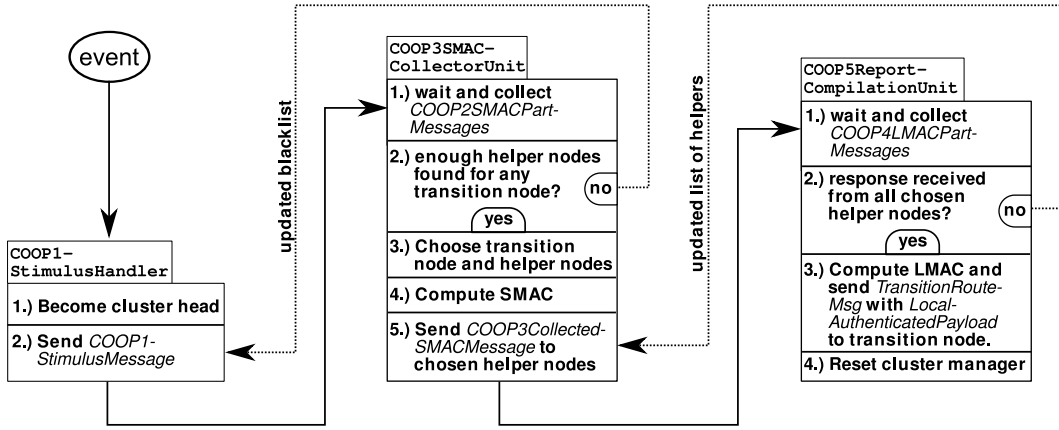 event
COOP1-
StimulusHandler
1.) Become cluster head
2.) Send COOP1-
StimulusMessage
updated blacklist
COOP3SMAC-
CollectorUnit
1.) wait and collect
COOP2SMACPart-
Messages
2.) enough helper nodes
found for any
transition node?
no
yes
3.) Choose transition
node and helper nodes
4.) Compute SMAC
5.) Send COOP3Collected-
SMACMessage to
chosen helper nodes
updated list of helpers
COOP5Report-
CompilationUnit
1.) wait and collect
COOP4LMACPart-
Messages
2.) response received
from all chosen
helper nodes?
no
yes
3.) Compute LMAC and
send TransitionRoute-
Msg with Local-
AuthenticatedPayload
to transition node.
4.) Reset cluster manager